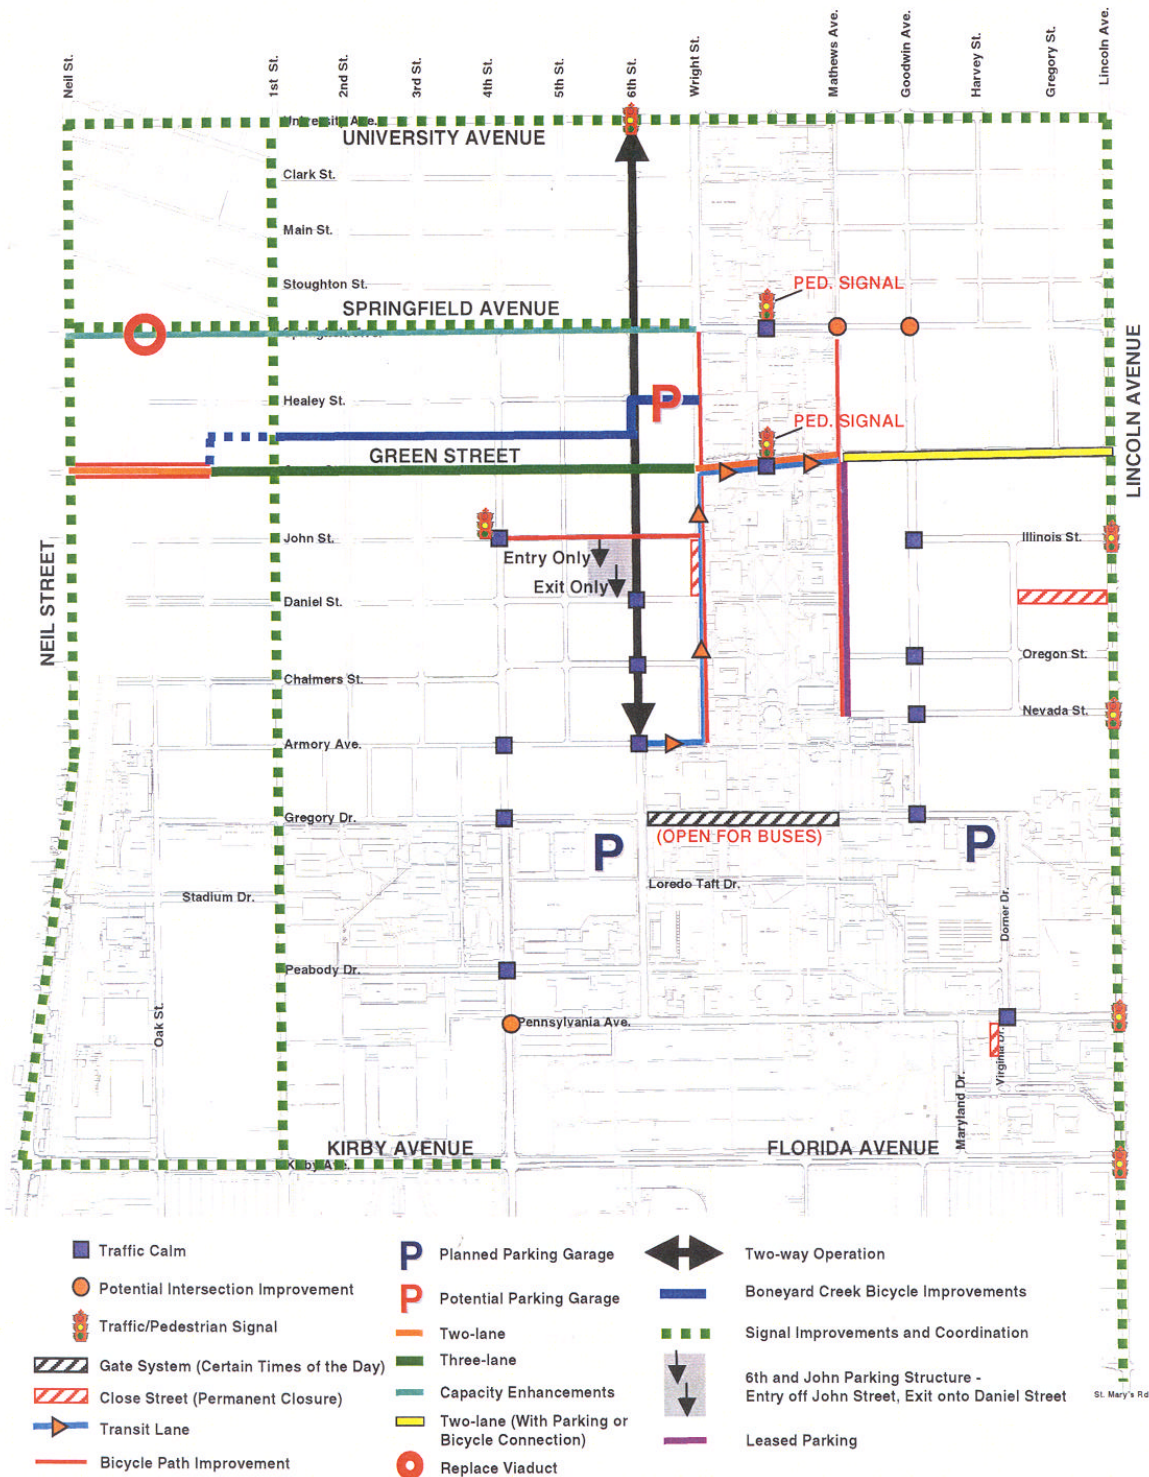 Neil St.
1st St.
2nd St.
3rd St.
4th St.
5th St.
6th St.
Wright St.
Mathews Ave.
Goodwin Ave.
Harvey St.
Gregory St.
Lincoln Ave.
University Ave.
UNIVERSITY AVENUE
Clark St.
Main St.
Stoughton St.
PED. SIGNAL
SPRINGFIELD AVENUE
LINCOLN AVENUE
Healey St.
P
PED. SIGNAL
GREEN STREET
NEIL STREET
John St.
Illinois St.
Entry Only
Exit Only
Daniel St.
Oregon St.
Chalmers St.
Nevada St.
Armory Ave.
Gregory Dr.
(OPEN FOR BUSES)
P
P
Loredo Taft Dr.
Stadium Dr.
Dorner Dr.
Peabody Dr.
Oak St.
Pennsylvania Ave.
Virginia Dr.
Maryland Dr.
KIRBY AVENUE
FLORIDA AVENUE
Kirby Ave.
Traffic Calm
Potential Intersection Improvement
Traffic/Pedestrian Signal
Gate System (Certain Times of the Day)
Close Street (Permanent Closure)
Transit Lane
Bicycle Path Improvement
P Planned Parking Garage
P Potential Parking Garage
Two-lane
Three-lane
Capacity Enhancements
Two-lane (With Parking or
Bicycle Connection)
Replace Viaduct
Two-way Operation
Boneyard Creek Bicycle Improvements
Signal Improvements and Coordination
6th and John Parking Structure -
Entry off John Street, Exit onto Daniel Street
Leased Parking
St. Mary's Rd